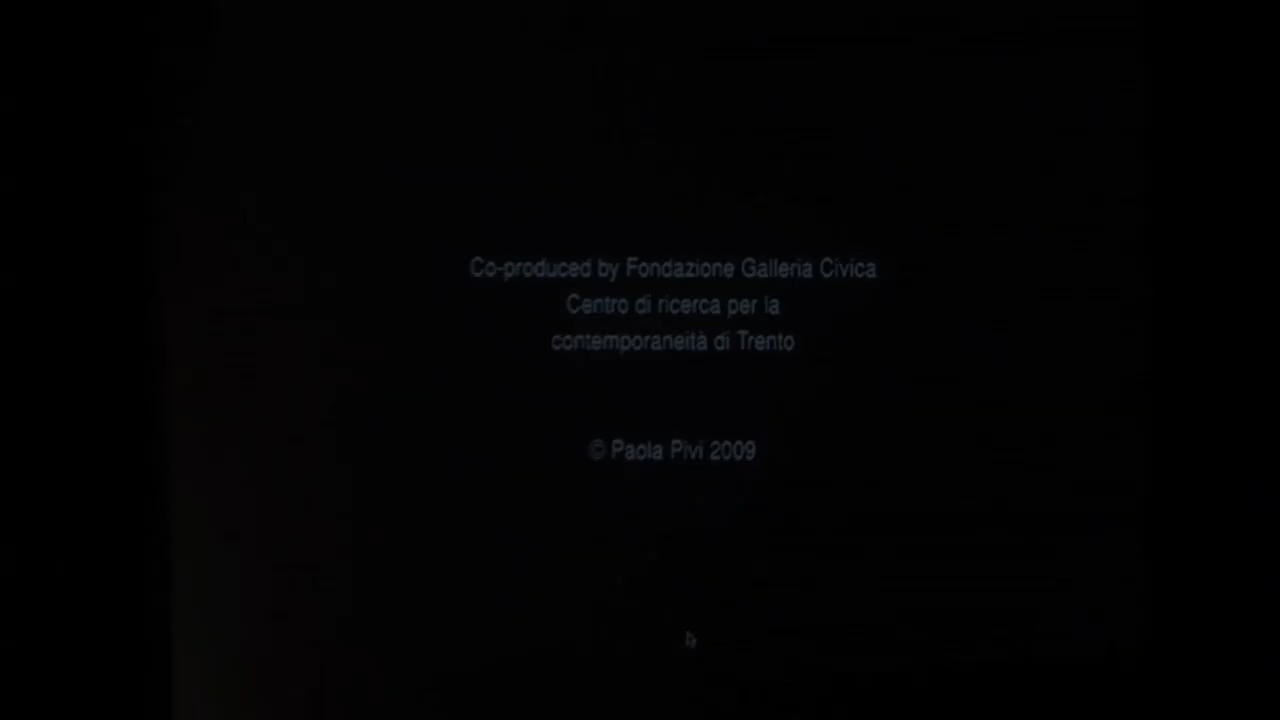 Co-produced by Fondazione Galleria Civica
Centro di ricerca per la
contemporaneità di Trento
© Paola Pivi 2009